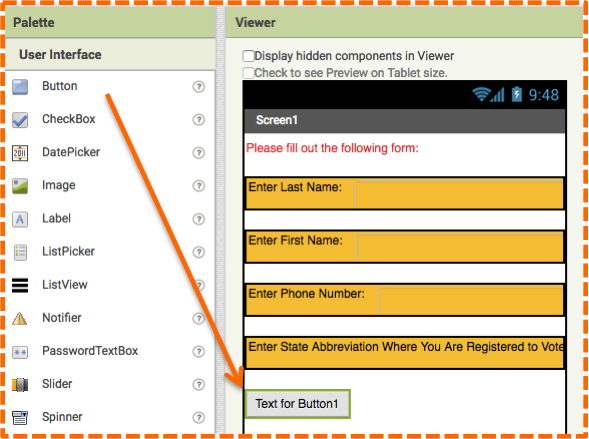 Palette
User Interface
Button
CheckBox
DatePicker
Image
Label
ListPicker
ListView
Notifier
PasswordTextBox
Slider
Spinner
Viewer
Display hidden components in Viewer
Check to see Preview on Tablet size.
9:48
Screen1
Please fill out the following form:
Enter Last Name:
Enter First Name:
Enter Phone Number:
Enter State Abbreviation Where You Are Registered to Vote
Text for Button1